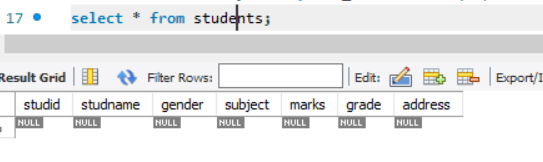 17 select * from students;
Result Grid Filter Rows: Edit: Export/I
studid studname gender subject marks grade address
NULL NULL NULL NULL NULL NULL NULL